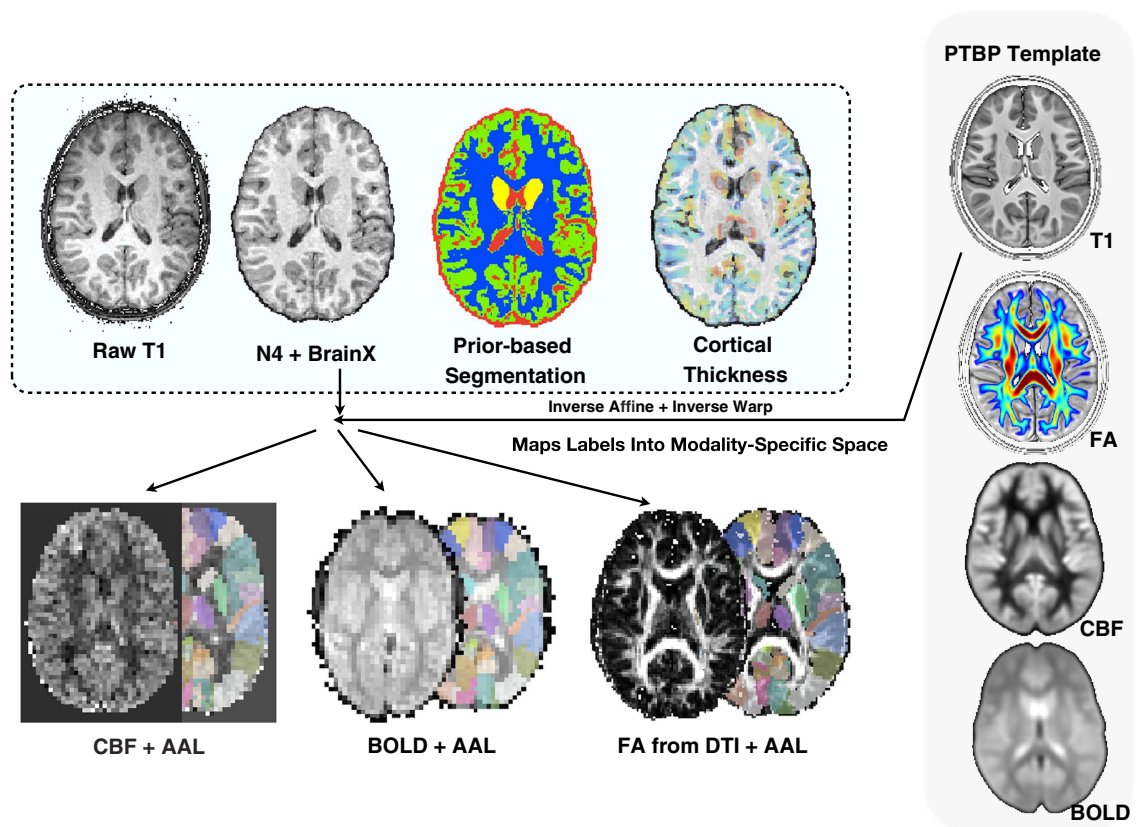 PTBP Template
T1
FA
CBF
BOLD
Raw T1
N4 + BrainX
Prior-based
Segmentation
Cortical
Thickness
Inverse Affine + Inverse Warp
Maps Labels Into Modality-Specific Space
CBF + AAL
BOLD + AAL
FA from DTI + AAL